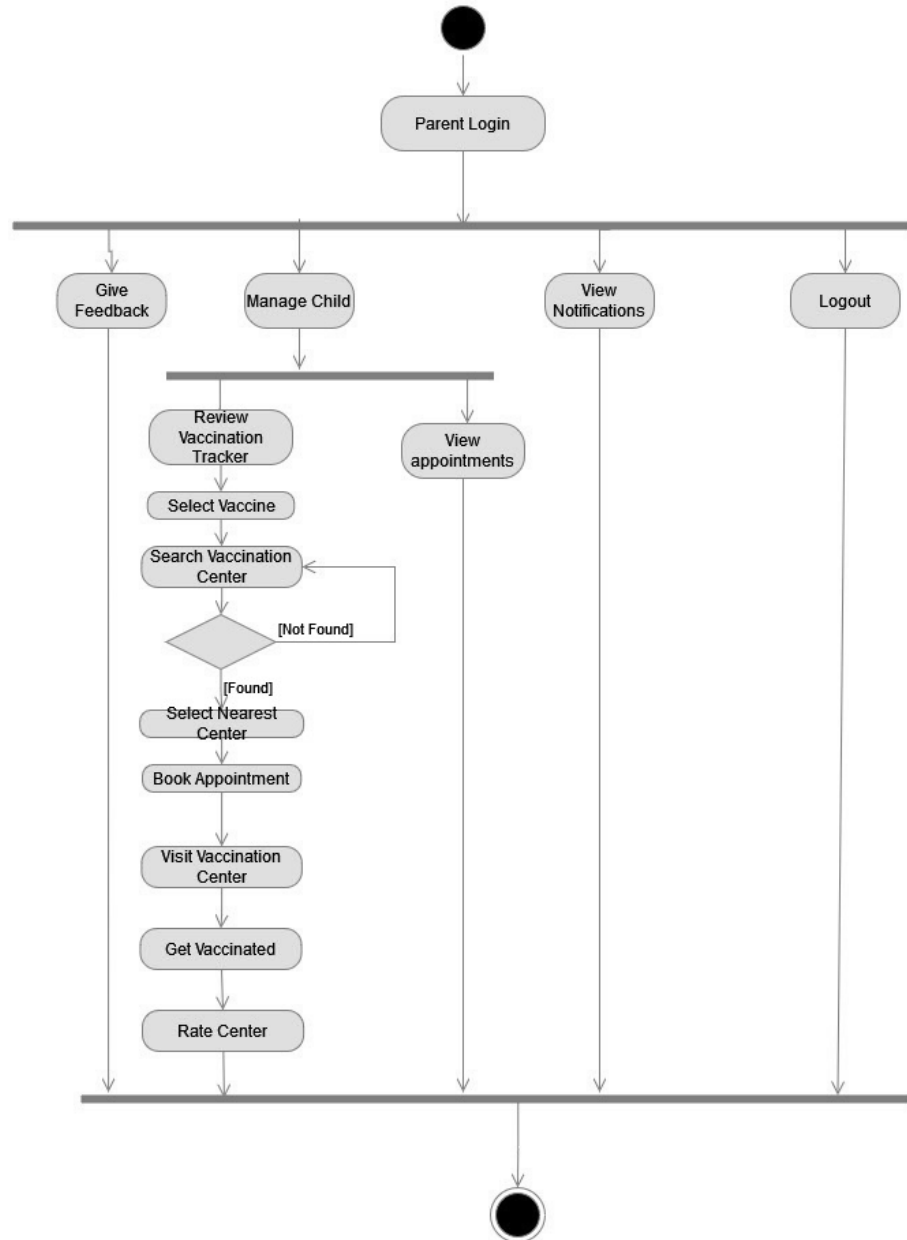 Parent Login
Give
Feedback
Manage Child
View
Notifications
Logout
Review
Vaccination
Tracker
View
appointments
Select Vaccine
Search Vaccination
Center
[Not Found]
[Found]
Select Nearest
Center
Book Appointment
Visit Vaccination
Center
Get Vaccinated
Rate Center